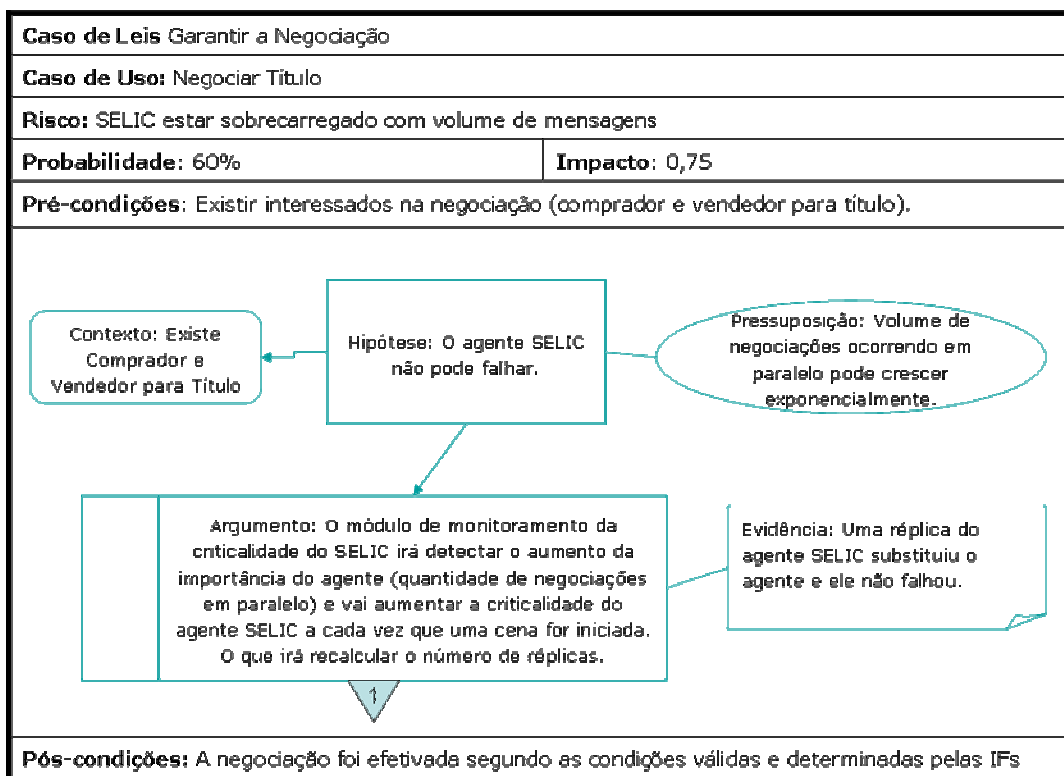 Caso de Leis Garantir a Negociação
Caso de Uso: Negociar Título
Risco: SELIC estar sobrecarregado com volume de mensagens
Probabilidade: 60%
Impacto: 0,75
Pré-condições: Existir interessados na negociação (comprador e vendedor para título).
Contexto: Existe
Comprador e
Vendedor para Título
Hipótese: O agente SELIC
não pode falhar.
Pressuposição: Volume de
negociações ocorrendo em
paralelo pode crescer
exponencialmente.
Argumento: O módulo de monitoramento da
criticalidade do SELIC irá detectar o aumento da
importância do agente (quantidade de negociações
em paralelo) e vai aumentar a criticalidade do
agente SELIC a cada vez que uma cena for iniciada.
O que irá recalcular o número de réplicas.
1
Evidência: Uma réplica do
agente SELIC substituiu o
agente e ele não falhou.
Pós-condições: A negociação foi efetivada segundo as condições válidas e determinadas pelas IFs